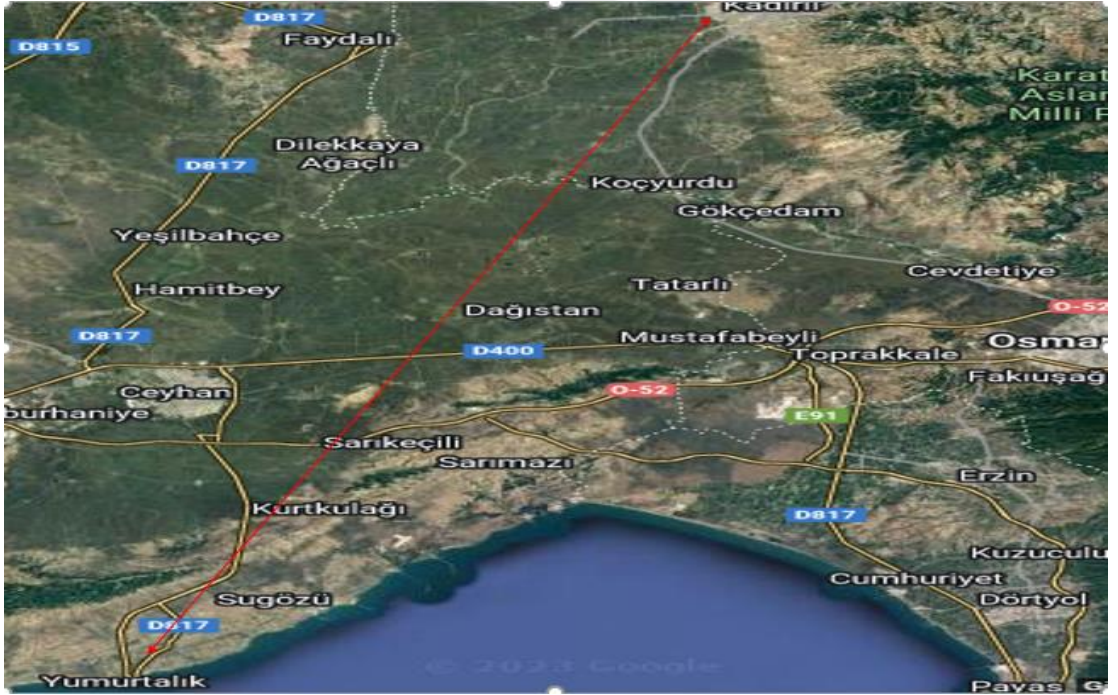 Kadirli
D817
Faydalı
D815
Karat
Aslan
Milli P
Dilekkaya
Ağaçlı
D817
Koçyurdu
Gökçedam
Yeşilbahçe
Cevdetiye
Tatarlı
Hamitbey
Dağıstan
O-52
D817
Mustafabeyli
Osmar
D400
Toprakkale
Fakıuşağ
Ceyhan
O-52
burhaniye
E91
Sarıkeçili
Sarımazı
Erzin
Kurtkulağı
D817
Kuzuculu
Cumhuriyet
Sugözü
Dörtyol
D817
© 2023 Google
Yumurtalık
Payas